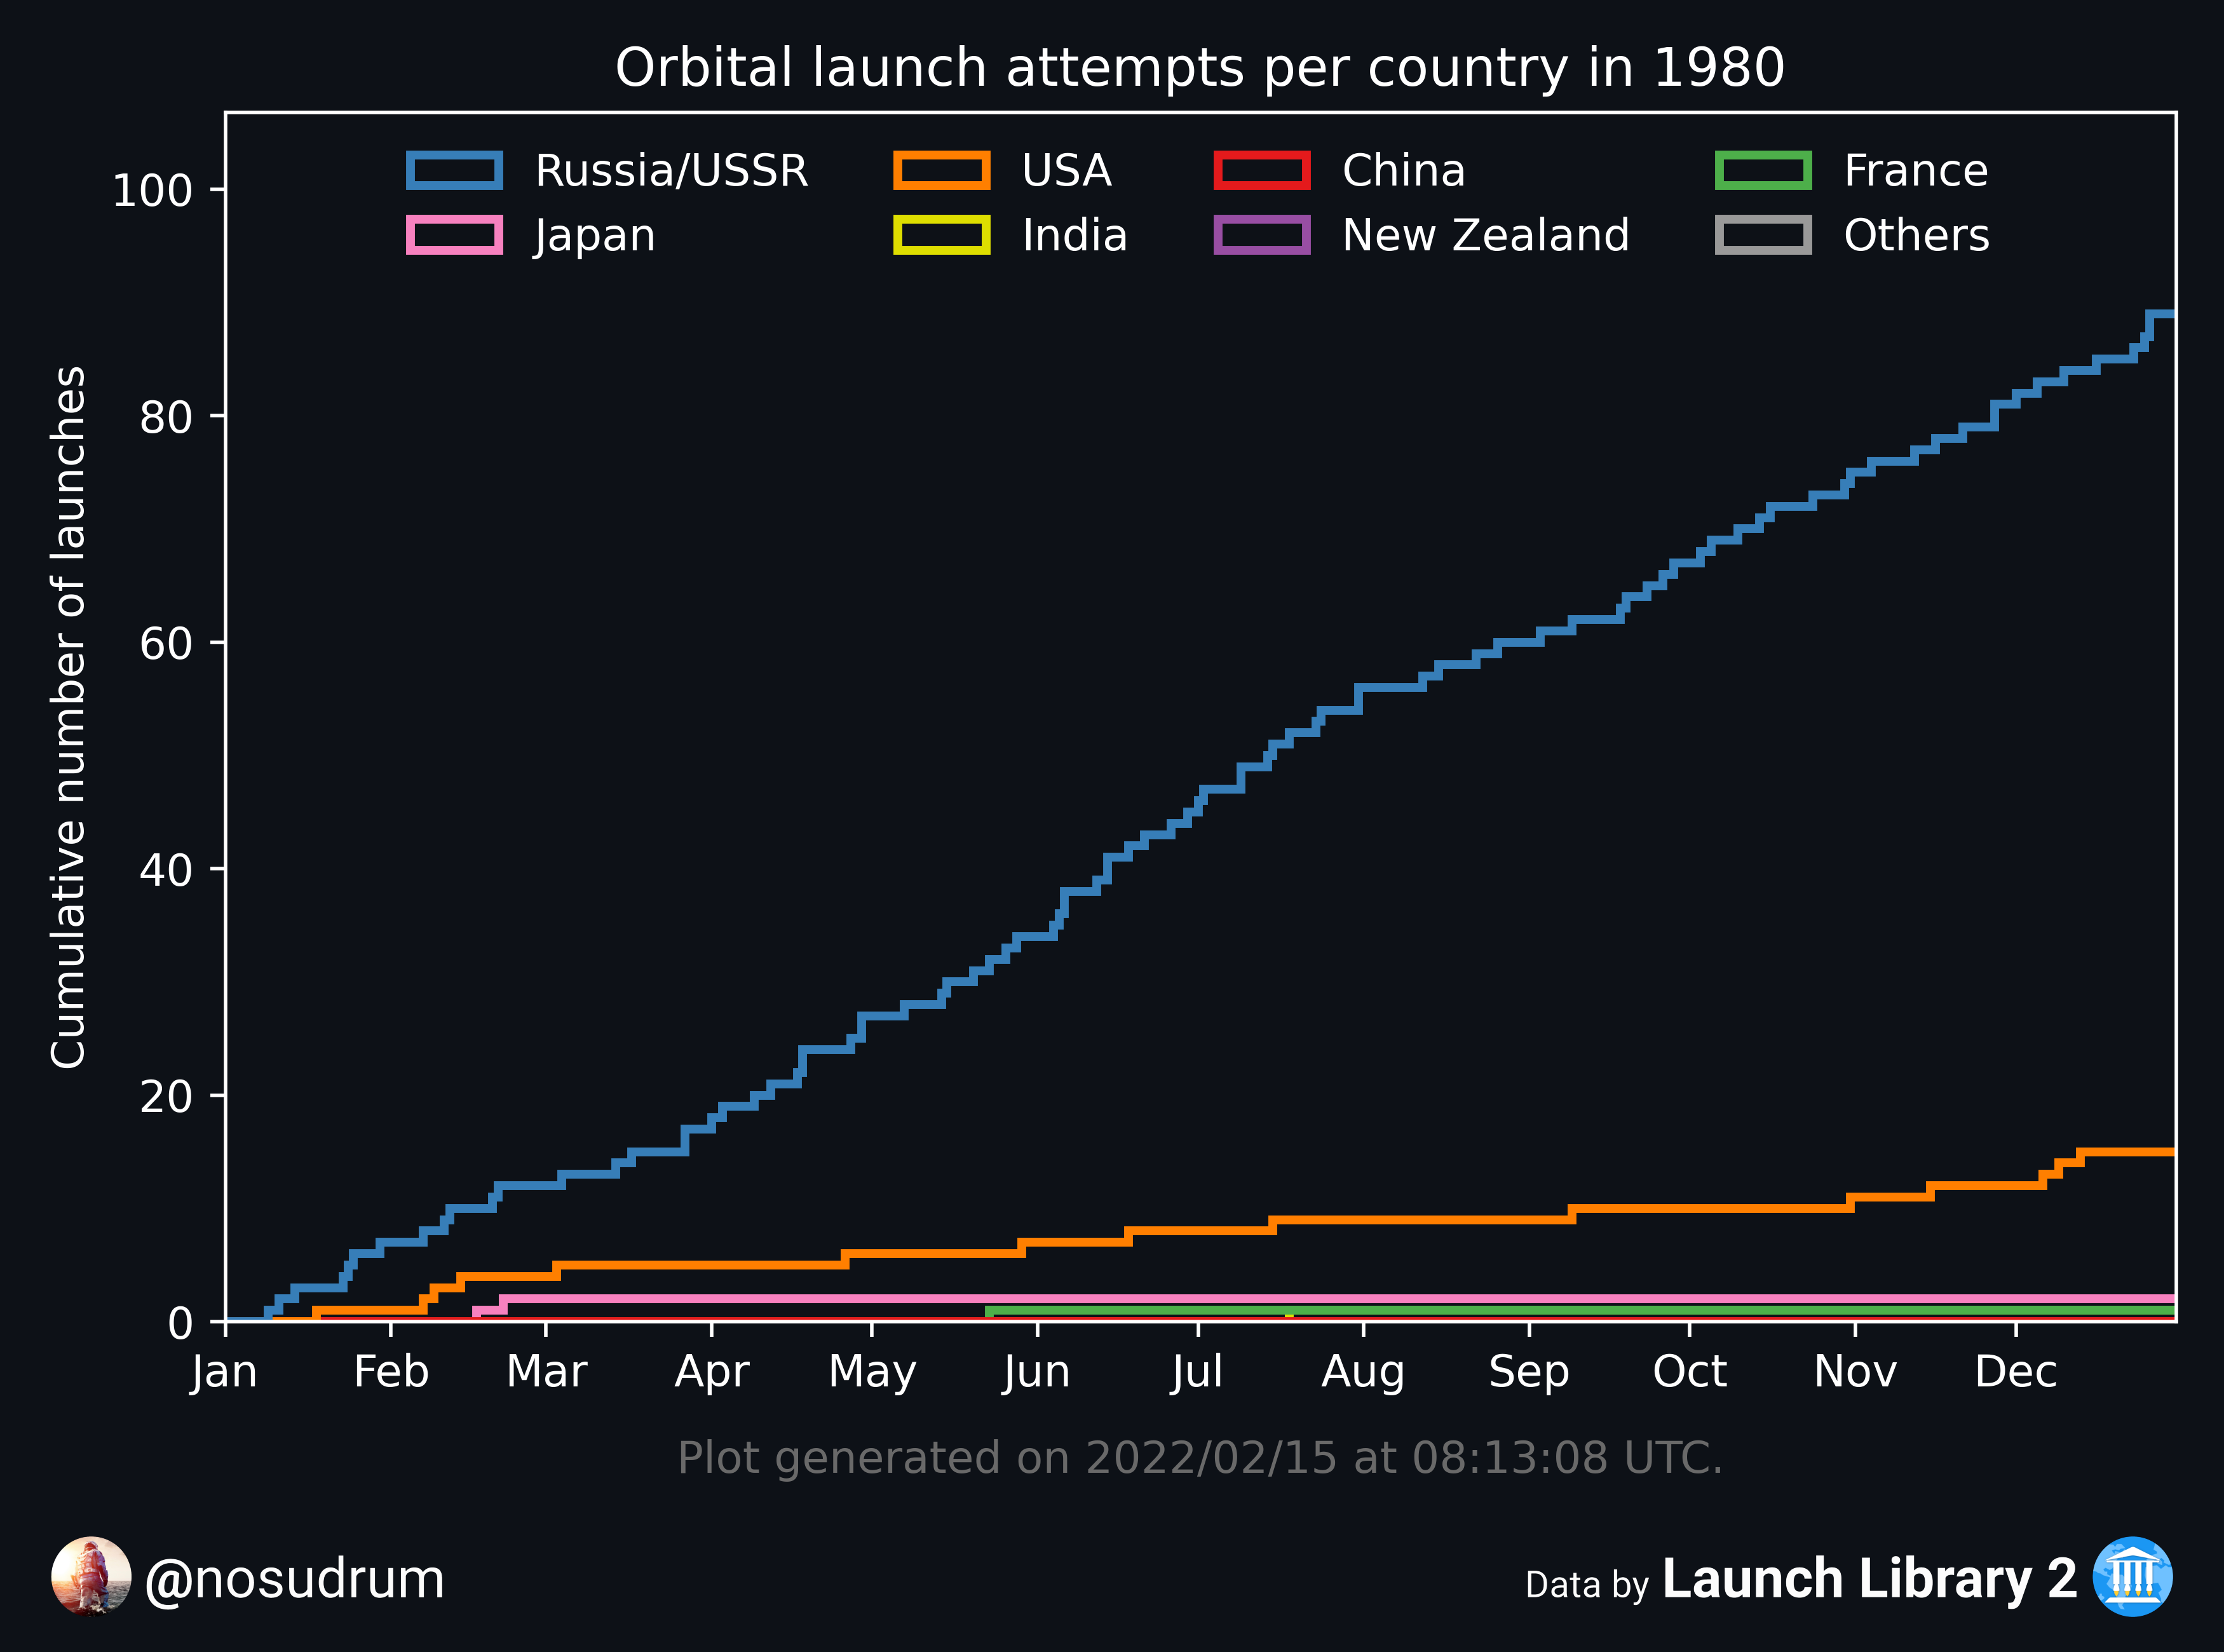 Orbital launch attempts per country in 1980
Russia/USSR USA China France
Japan India New Zealand Others
Cumulative number of launches
100
80
60
40
20
0
Jan Feb Mar Apr May Jun Jul Aug Sep Oct Nov Dec
Plot generated on 2022/02/15 at 08:13:08 UTC.
@nosudrum
Data by Launch Library 2